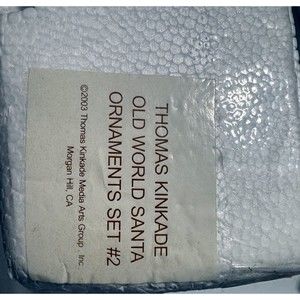 THOMAS KINKADE
OLD WORLD SANTA
ORNAMENTS SET #2
©2003 Thomas Kinkade Media Arts Group, Inc.
Morgan Hill, CA